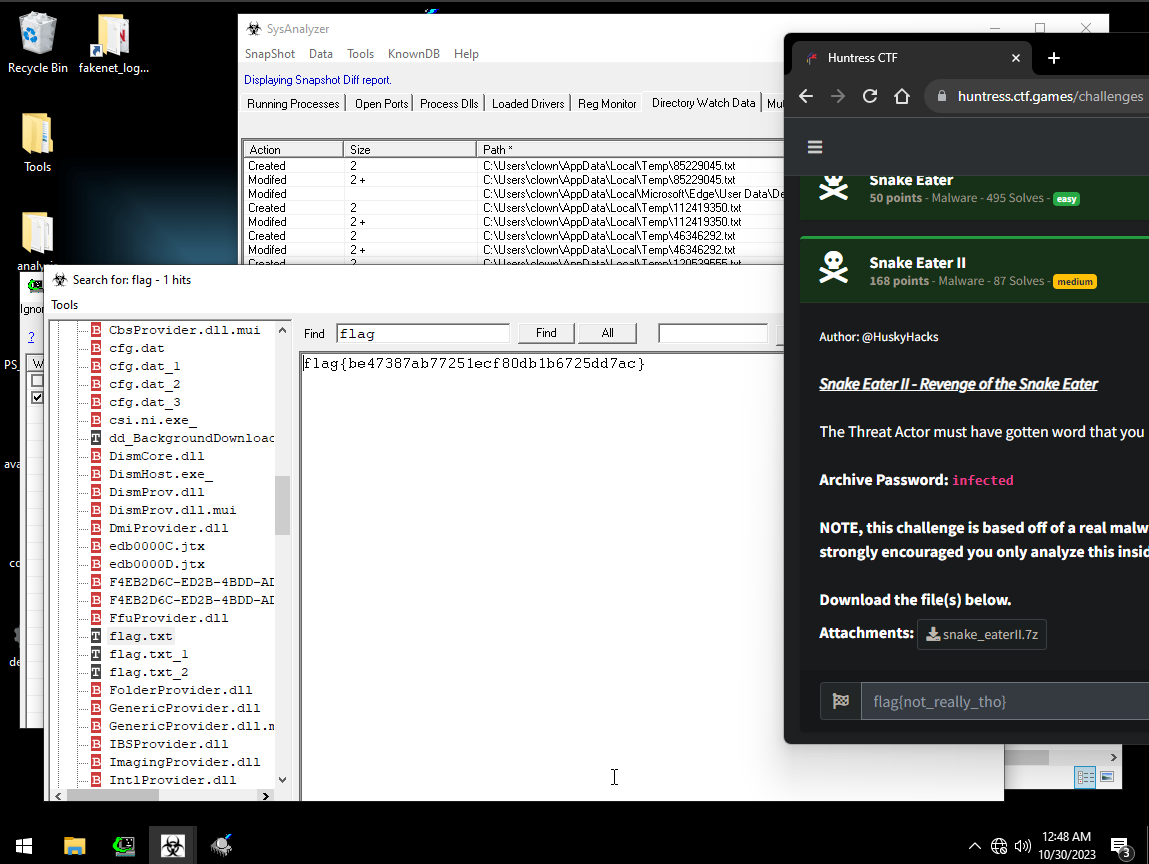 Recycle Bin
fakenet_log...
Tools
analy
SysAnalyzer
SnapShot Data Tools KnownDB Help
Displaying Snapshot Diff report.
Running Processes Open Ports Process Dlls Loaded Drivers Reg Monitor Directory Watch Data Mu
Action Size Path *
Created 2 C:\Users\clown\AppData\Local\Temp\85229045.txt
Modifed 2 + C:\Users\clown\AppData\Local\Temp\85229045.txt
Modifed C:\Users\clown\AppData\Local\Microsoft\Edge\User Data\De
Created 2 C:\Users\clown\AppData\Local\Temp\112419350.txt
Modifed 2 + C:\Users\clown\AppData\Local\Temp\112419350.txt
Created 2 C:\Users\clown\AppData\Local\Temp\46346292.txt
Modifed 2 + C:\Users\clown\AppData\Local\Temp\46346292.txt
Created 2 C:\Users\clown\AppData\Local\Temp\120539555.txt
Ignor
?
PS_
W
ava
co
de
Search for: flag - 1 hits
Tools
Find flag Find All
CbsProvider.dll.mui
cfg.dat
cfg.dat_1
cfg.dat_2
cfg.dat_3
csi.ni.exe_
dd_BackgroundDownload
DismCore.dll
DismHost.exe_
DismProv.dll
DismProv.dll.mui
DmiProvider.dll
edb0000C.jtx
edb0000D.jtx
F4EB2D6C-ED2B-4BDD-AD
F4EB2D6C-ED2B-4BDD-AD
FfuProvider.dll
flag.txt
flag.txt_1
flag.txt_2
FolderProvider.dll
GenericProvider.dll
GenericProvider.dll.m
IBSProvider.dll
ImagingProvider.dll
IntlProvider.dll
flag{be47387ab77251ecf80db1b6725dd7ac}
Huntress CTF
huntress.ctf.games/challenges
Snake Eater
50 points - Malware - 495 Solves - easy
Snake Eater II
168 points - Malware - 87 Solves - medium
Author: @HuskyHacks
Snake Eater II - Revenge of the Snake Eater
The Threat Actor must have gotten word that you
Archive Password: infected
NOTE, this challenge is based off of a real malw
strongly encouraged you only analyze this insid
Download the file(s) below.
Attachments: snake_eaterII.7z
flag{not_really_tho}
12:48 AM
10/30/2023
3